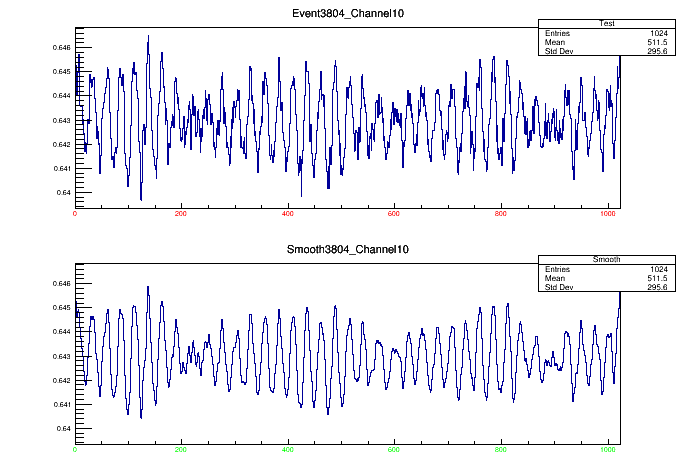 Event3804_Channel10
Test
Entries 1024
Mean 511.5
Std Dev 295.6
0.646
0.645
0.644
0.643
0.642
0.641
0.64
0 200 400 600 800 1000
Smooth3804_Channel10
Smooth
Entries 1024
Mean 511.5
Std Dev 295.6
0.646
0.645
0.644
0.643
0.642
0.641
0.64
0 200 400 600 800 1000